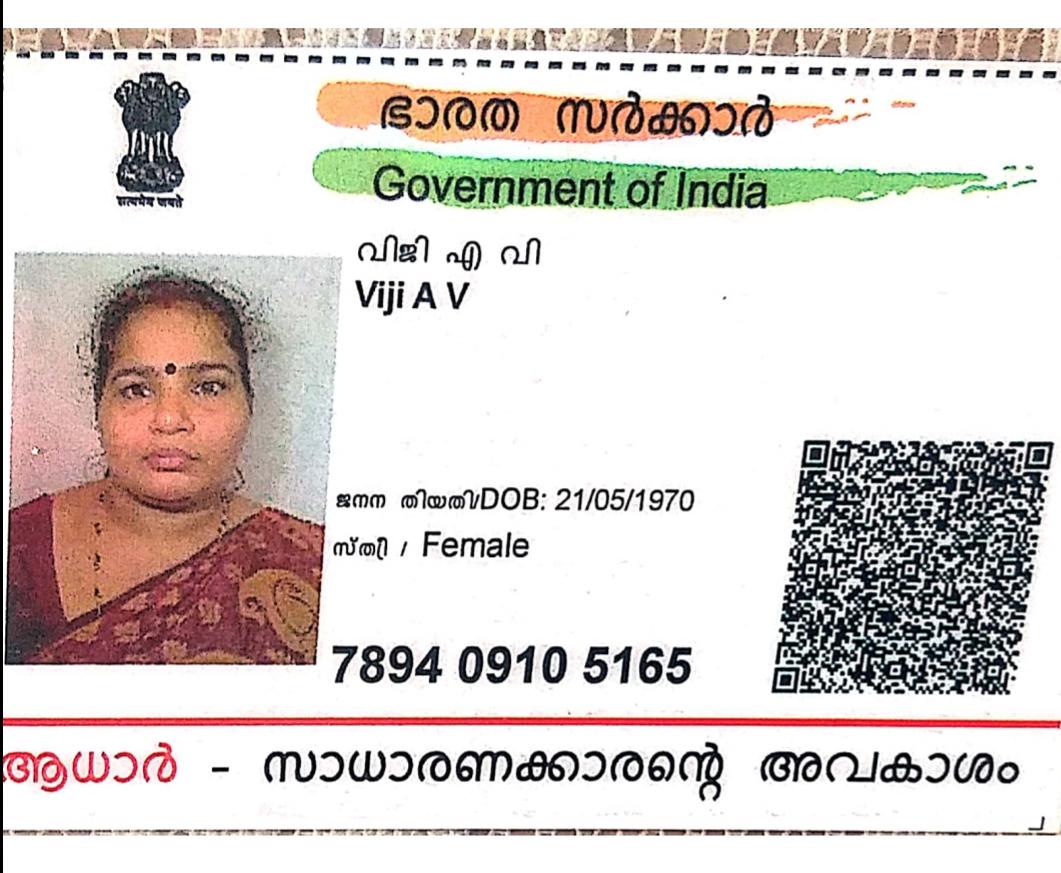 ഭാരത സർക്കാർ
Government of India
सत्यमेव जयते
വിജി എ വി
Viji A V
ജനന തിയതി/DOB: 21/05/1970
സ്ത്രീ / Female
7894 0910 5165
ആധാർ - സാധാരണക്കാരന്റെ അവകാശം